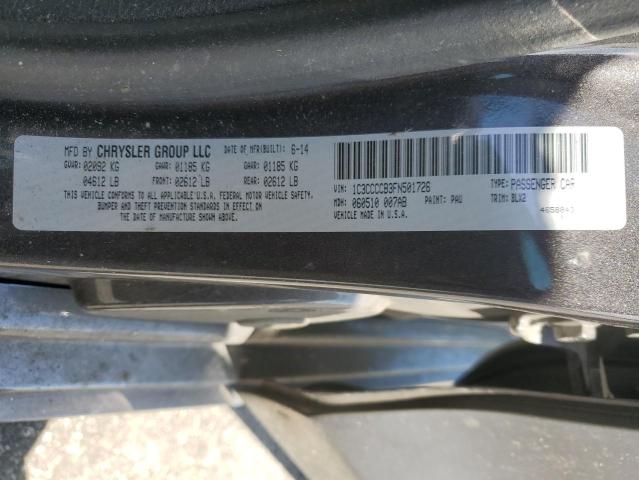 MFD BY CHRYSLER GROUP LLC DATE OF MFR(BUILT): 6-14
GVWR: 02092 KG GAWR: 01185 KG GAWR: 01185 KG
04612 LB FRONT: 02612 LB REAR: 02612 LB
THIS VEHICLE CONFORMS TO ALL APPLICABLE
U.S.A. FEDERAL MOTOR VEHICLE SAFETY,
BUMPER AND THEFT PREVENTION STANDARDS IN EFFECT ON
THE DATE OF MANUFACTURE SHOWN ABOVE.
VIN: 1C3CCCCB3FN501726 TYPE: PASSENGER CAR
MDH: 060510 007AB PAINT: PAU TRIM: BLX2
VEHICLE MADE IN U.S.A.